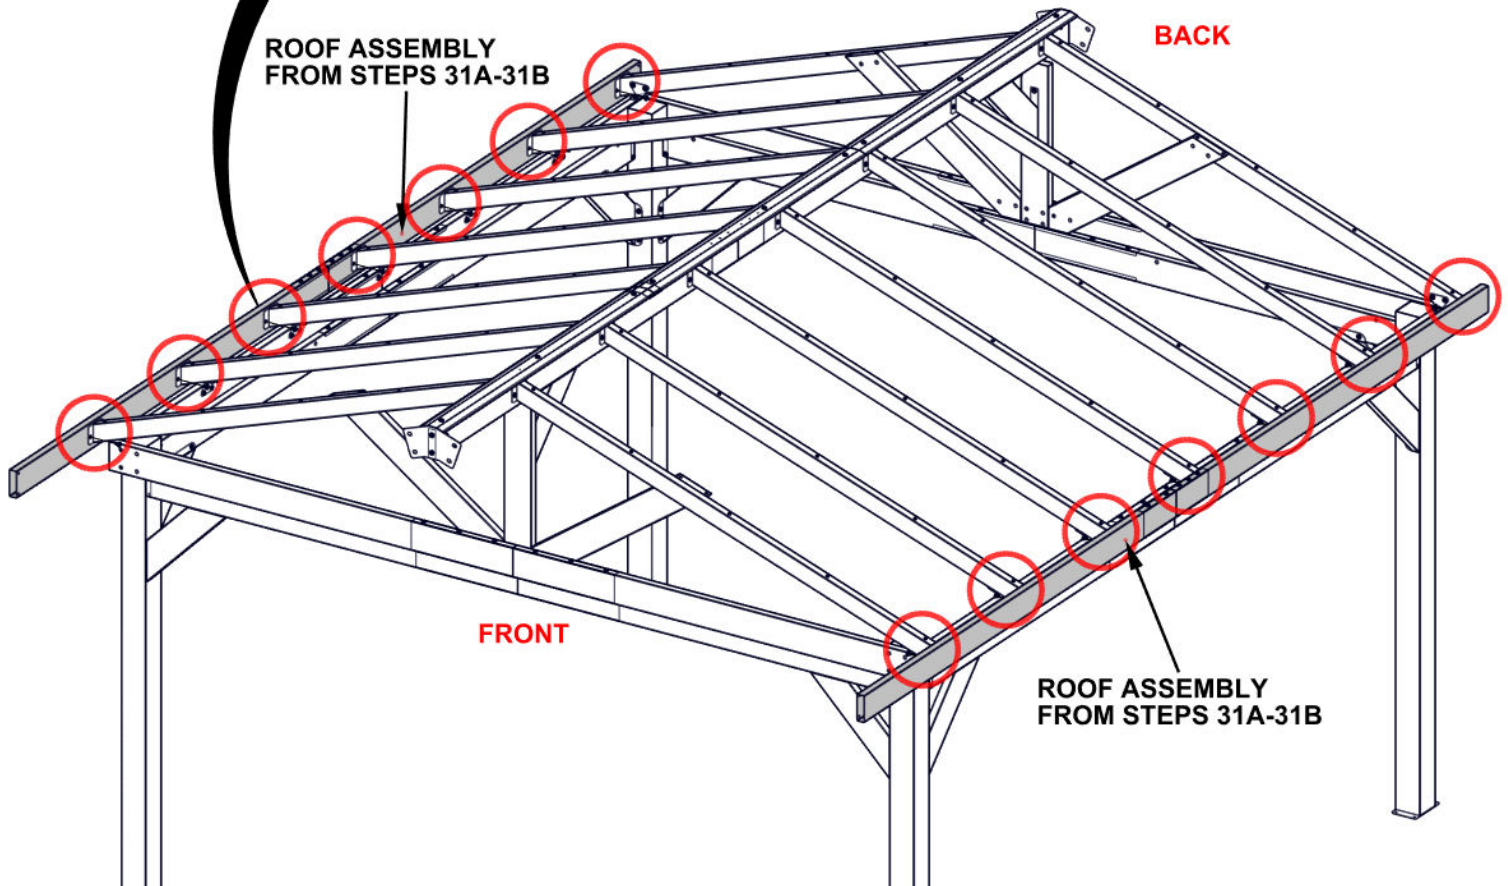 ROOF ASSEMBLY
FROM STEPS 31A-31B
BACK
FRONT
ROOF ASSEMBLY
FROM STEPS 31A-31B